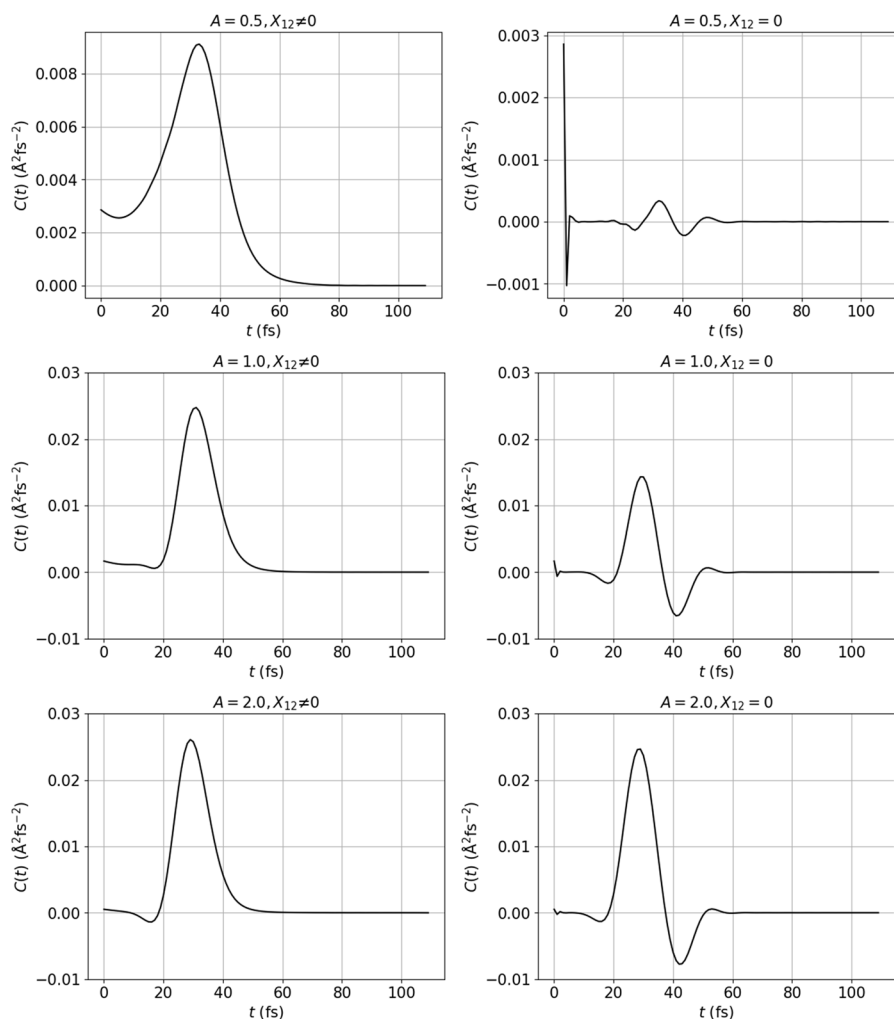 A = 0.5, X₁₂≠0
C(t) (Å²fs⁻²)
0.008
0.006
0.004
0.002
0.000
0 20 40 60 80 100
t (fs)
A = 0.5, X₁₂ = 0
C(t) (Å²fs⁻²)
0.003
0.002
0.001
0.000
−0.001
0 20 40 60 80 100
t (fs)
A = 1.0, X₁₂≠0
C(t) (Å²fs⁻²)
0.03
0.02
0.01
0.00
−0.01
0 20 40 60 80 100
t (fs)
A = 1.0, X₁₂ = 0
C(t) (Å²fs⁻²)
0.03
0.02
0.01
0.00
−0.01
0 20 40 60 80 100
t (fs)
A = 2.0, X₁₂≠0
C(t) (Å²fs⁻²)
0.03
0.02
0.01
0.00
−0.01
0 20 40 60 80 100
t (fs)
A = 2.0, X₁₂ = 0
C(t) (Å²fs⁻²)
0.03
0.02
0.01
0.00
−0.01
0 20 40 60 80 100
t (fs)